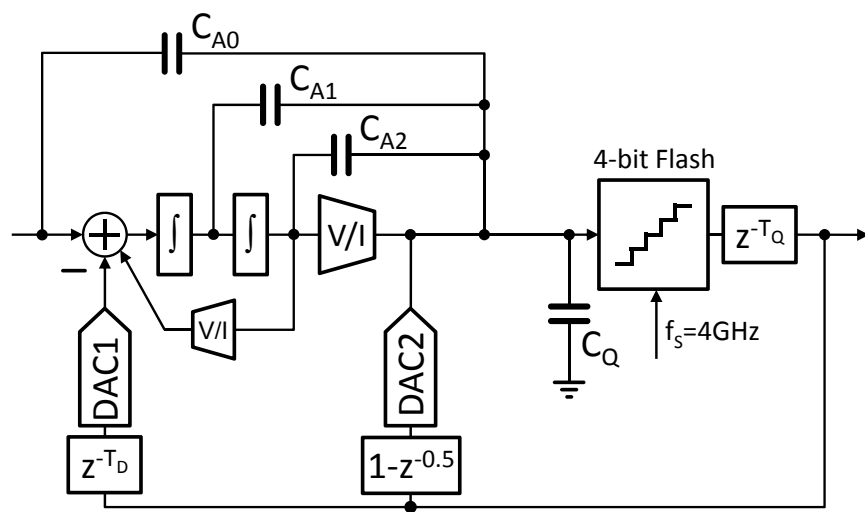 C_A0
C_A1
C_A2
4-bit Flash
+
∫
∫
V/I
z^-T_Q
−
V/I
C_Q
f_S=4GHz
DAC1
DAC2
z^-T_D
1-z^-0.5